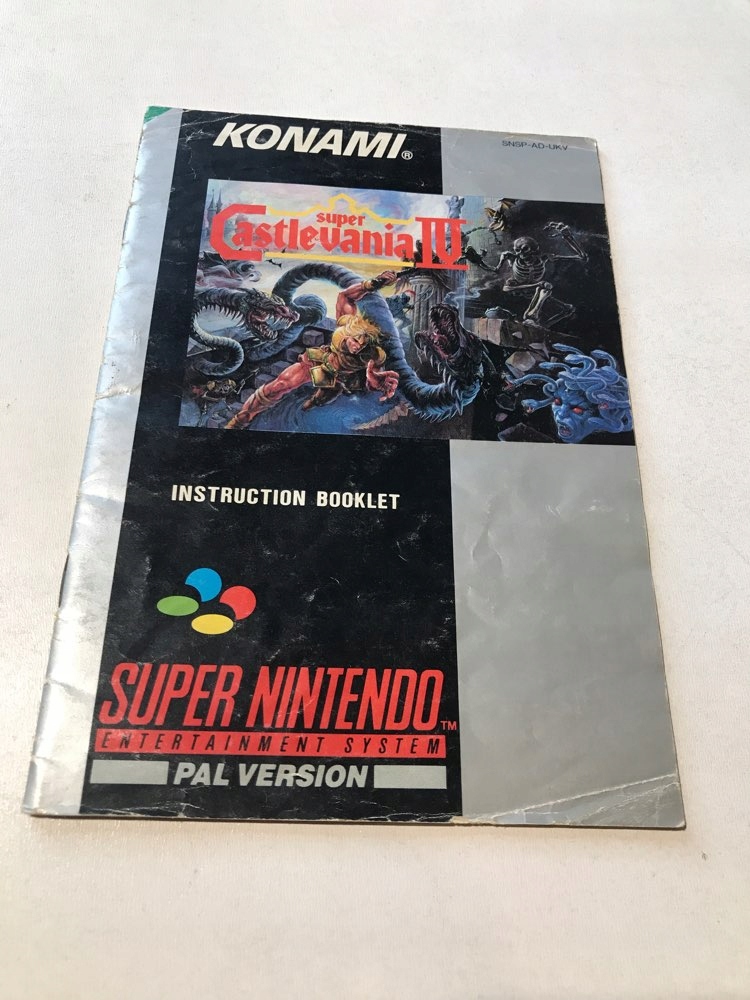 KONAMI®
SNSP-AD-UKV
super
Castlevania IV
INSTRUCTION BOOKLET
SUPER NINTENDO™
ENTERTAINMENT SYSTEM
PAL VERSION